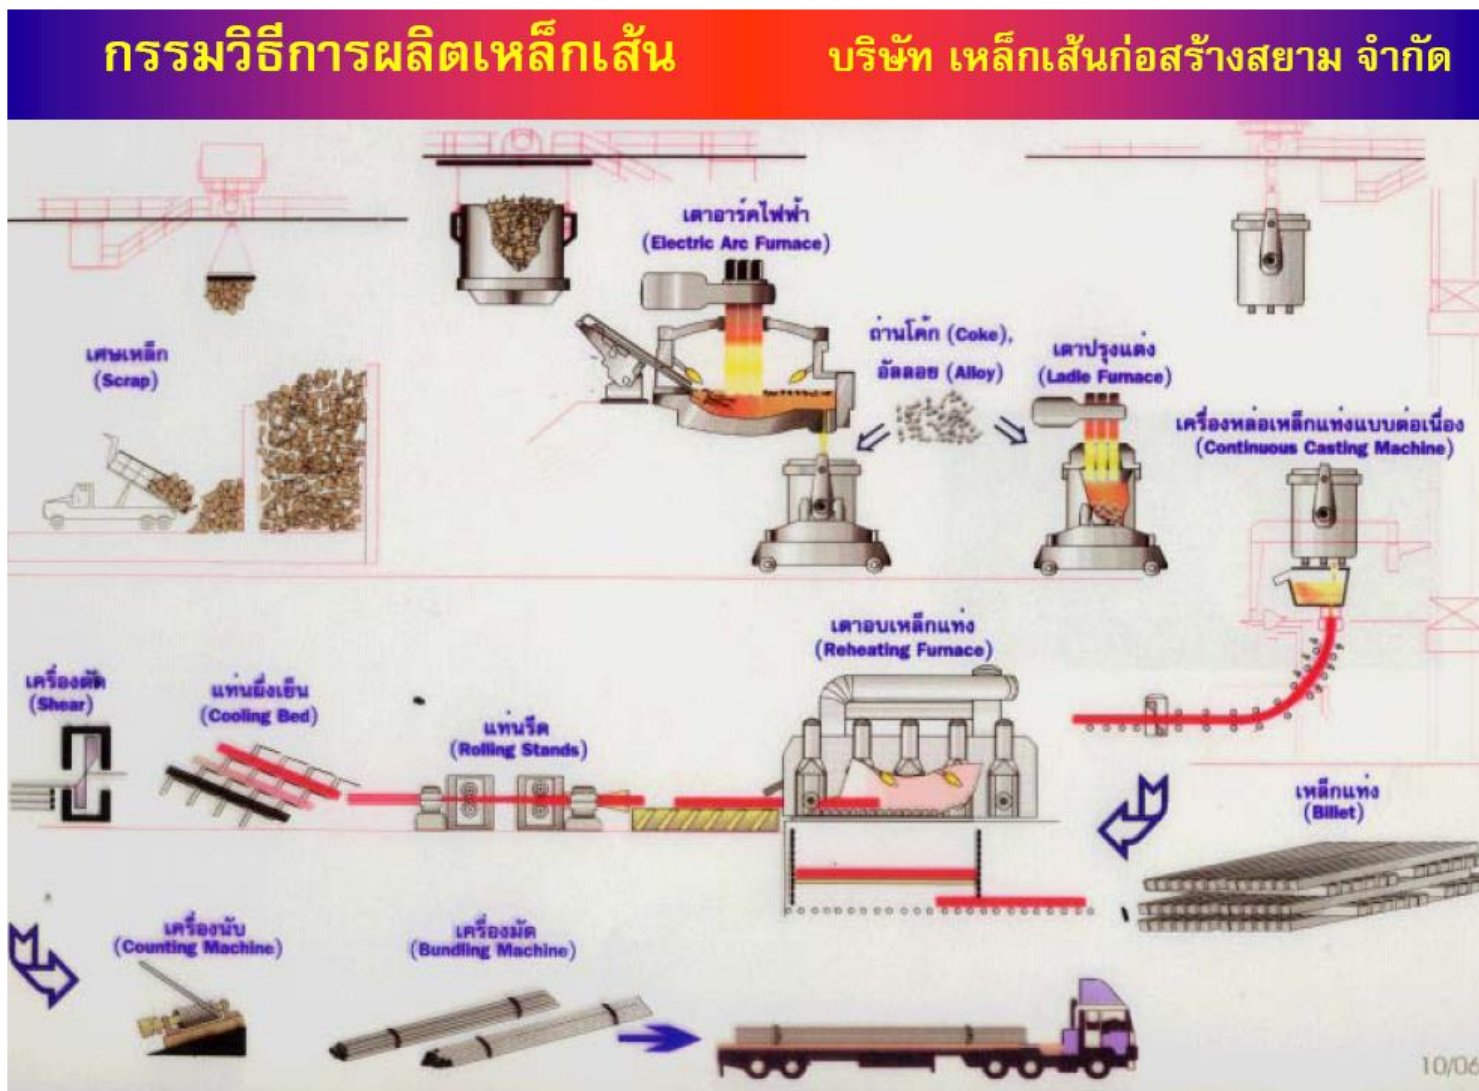 กรรมวิธีการผลิตเหล็กเส้น
บริษัท เหล็กเส้นก่อสร้างสยาม จำกัด
เตาอาร์คไฟฟ้า
(Electric Arc Furnace)
เศษเหล็ก
(Scrap)
ถ่านโค้ก (Coke),
อัลลอย (Alloy)
เตาปรุงแต่ง
(Ladle Furnace)
เครื่องหล่อเหล็กแท่งแบบต่อเนื่อง
(Continuous Casting Machine)
เตาอบเหล็กแท่ง
(Reheating Furnace)
เครื่องตัด
(Shear)
แท่นผึ่งเย็น
(Cooling Bed)
แท่นรีด
(Rolling Stands)
เหล็กแท่ง
(Billet)
เครื่องนับ
(Counting Machine)
เครื่องมัด
(Bundling Machine)
10/06